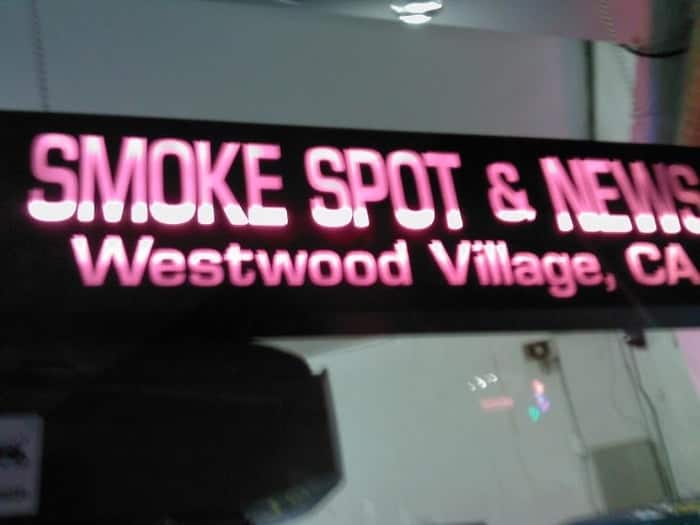 SMOKE SPOT & NEWS
Westwood Village, CA